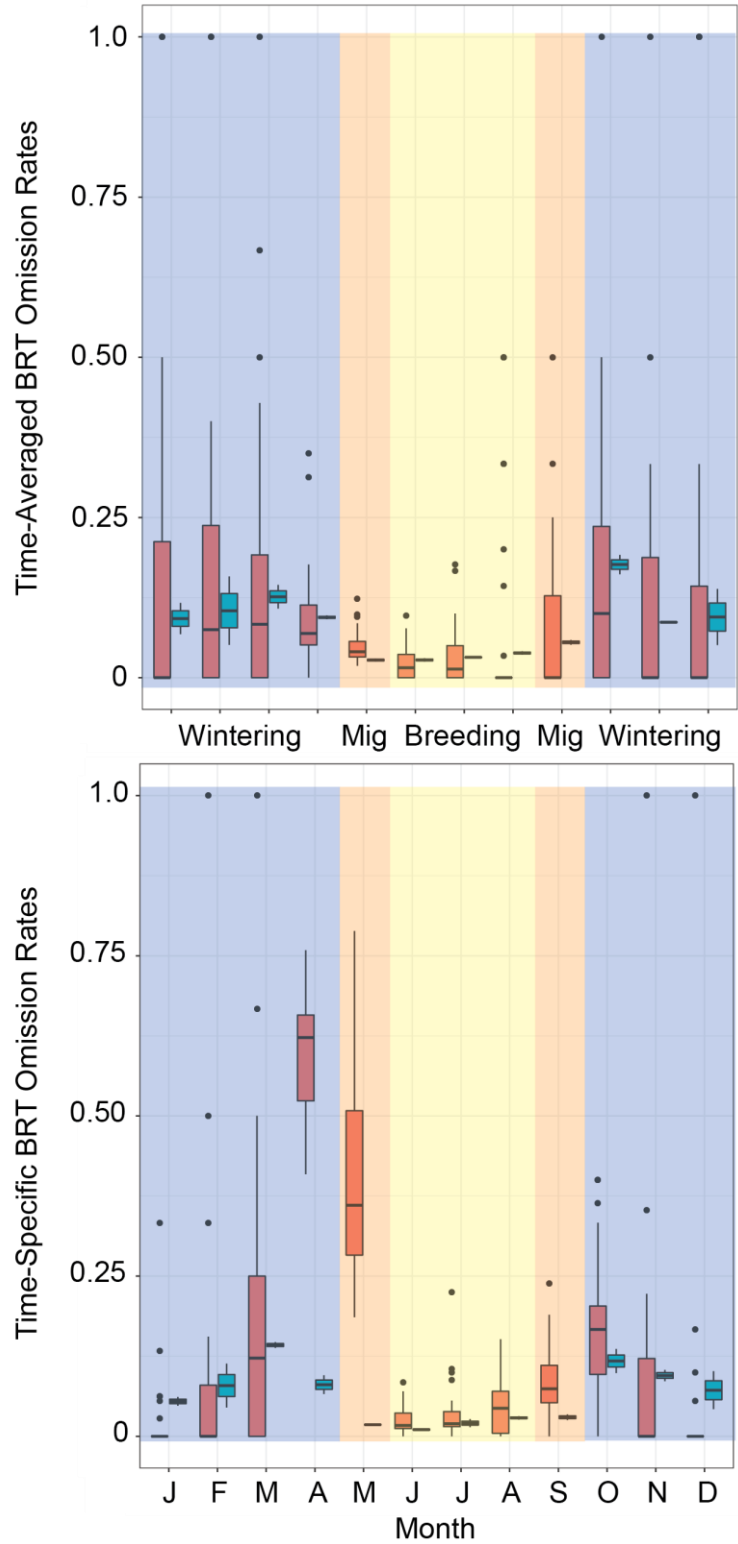 Time-Averaged BRT Omission Rates
1.0
0.75
0.50
0.25
0
Wintering Mig Breeding Mig Wintering
Time-Specific BRT Omission Rates
1.0
0.75
0.50
0.25
0
J F M A M J J A S O N D
Month